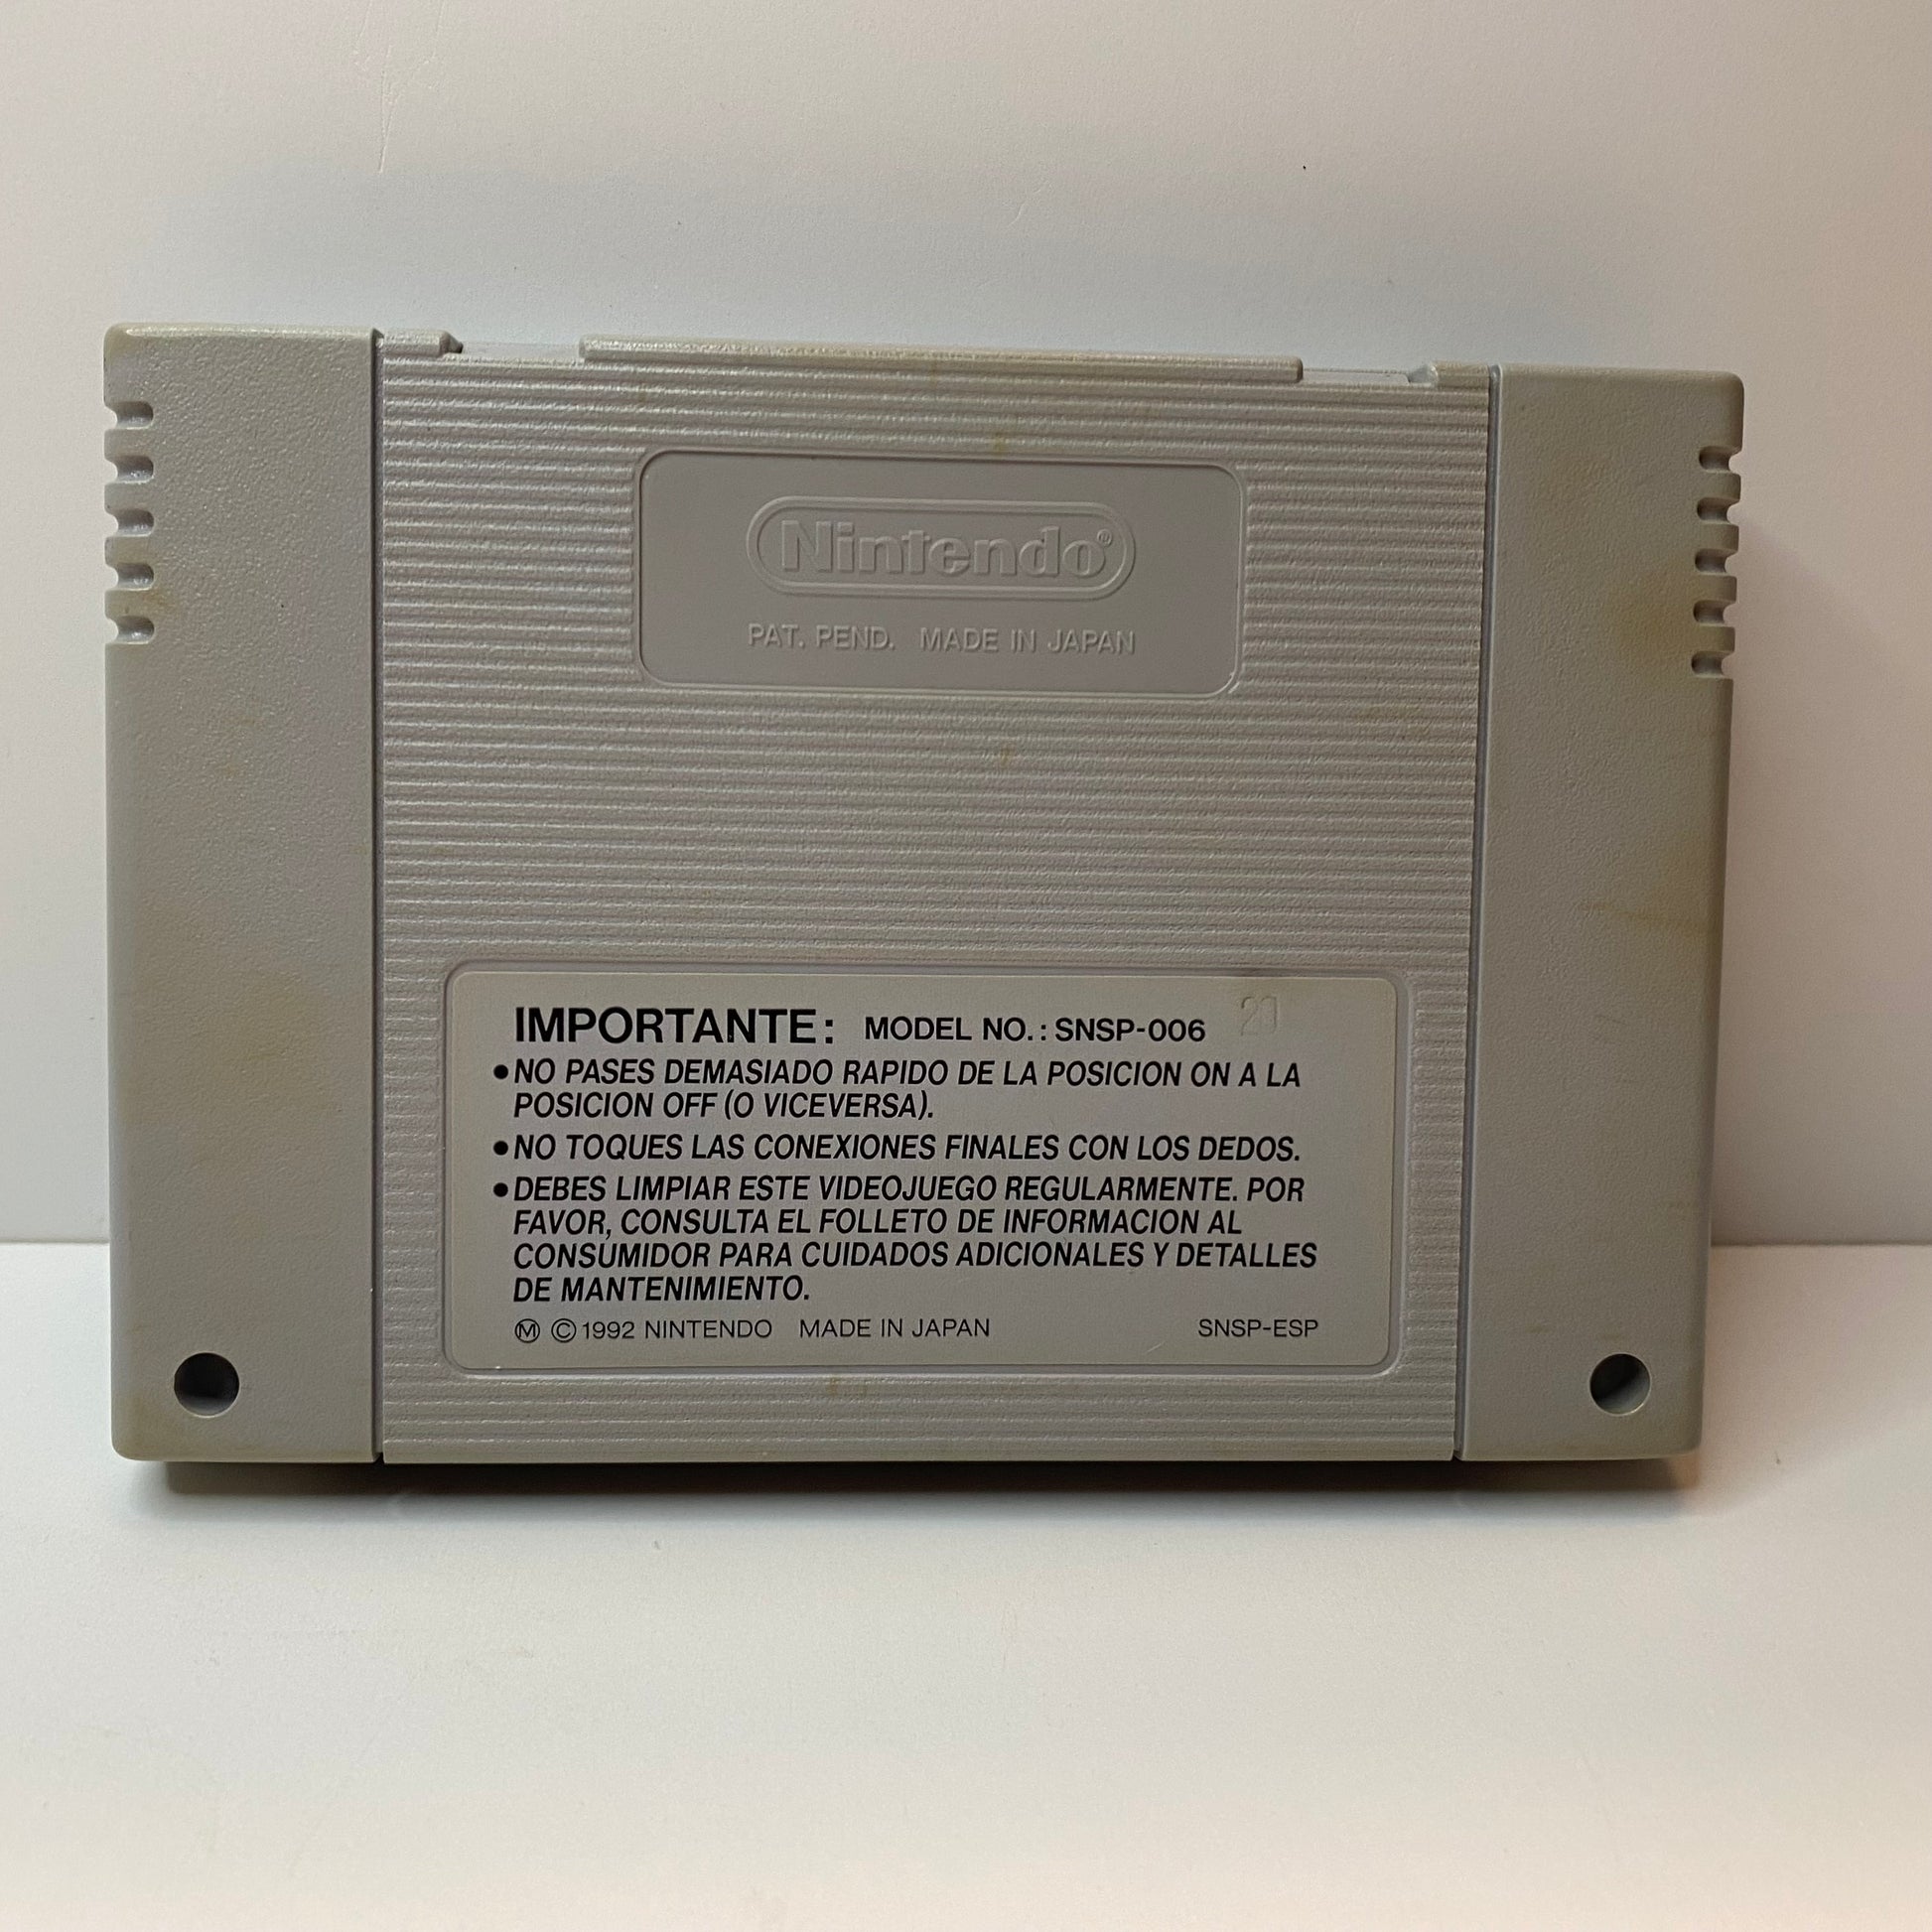 Nintendo®
PAT. PEND. MADE IN JAPAN
IMPORTANTE: MODEL NO.: SNSP-006
•NO PASES DEMASIADO RAPIDO DE LA POSICION ON A LA
POSICION OFF (O VICEVERSA).
•NO TOQUES LAS CONEXIONES FINALES CON LOS DEDOS.
•DEBES LIMPIAR ESTE VIDEOJUEGO REGULARMENTE. POR
FAVOR, CONSULTA EL FOLLETO DE INFORMACION AL
CONSUMIDOR PARA CUIDADOS ADICIONALES Y DETALLES
DE MANTENIMIENTO.
Ⓜ ©1992 NINTENDO MADE IN JAPAN SNSP-ESP